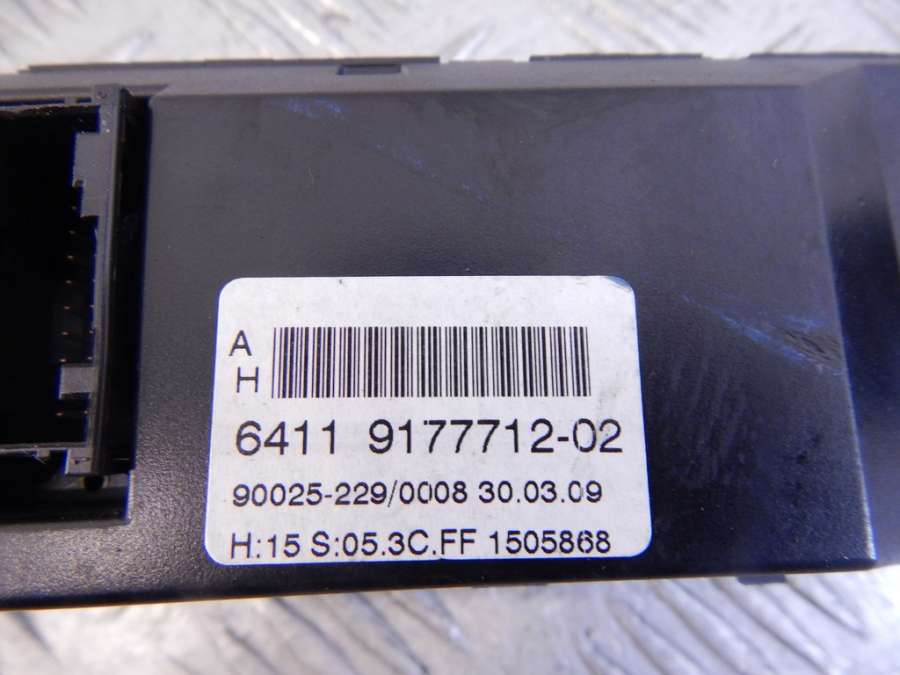 A
H
6411 9177712-02
90025-229/0008 30.03.09
H:15 S:05.3C.FF 1505868